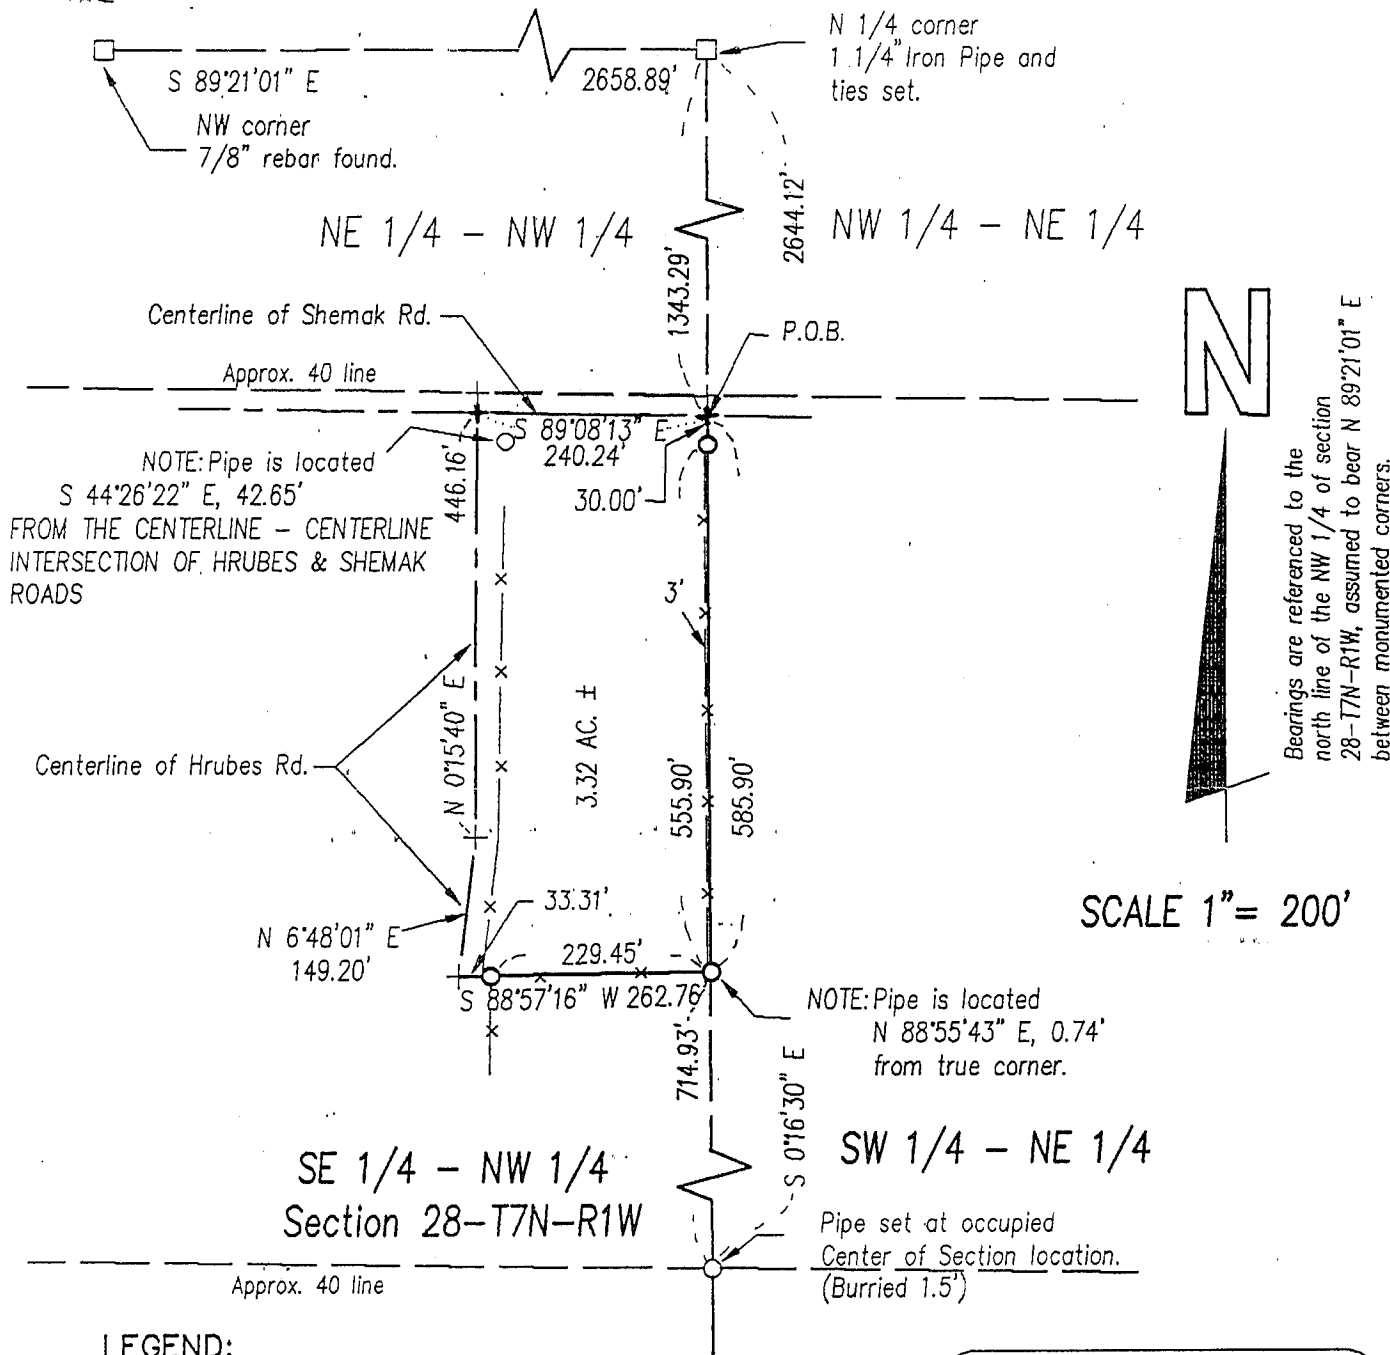 N 1/4 corner
1 1/4" Iron Pipe and
ties set.
S 89°21'01" E
2658.89'
NW corner
7/8" rebar found.
2644.12'
NE 1/4 - NW 1/4
NW 1/4 - NE 1/4
1343.29'
Centerline of Shemak Rd.
P.O.B.
Approx. 40 line
S 89°08'13" E
240.24'
30.00'
446.16'
NOTE: Pipe is located
S 44°26'22" E, 42.65'
FROM THE CENTERLINE - CENTERLINE
INTERSECTION OF HRUBES & SHEMAK
ROADS
N
Bearings are referenced to the
north line of the NW 1/4 of section
28-T7N-R1W, assumed to bear N 89°21'01" E
between monumented corners.
3'
N 0°15'40" E
3.32 AC. ±
Centerline of Hrubes Rd.
555.90'
585.90'
SCALE 1"= 200'
33.31'
N 6°48'01" E
149.20'
229.45'
S 88°57'16" W 262.76'
NOTE: Pipe is located
N 88°55'43" E, 0.74'
from true corner.
714.93'
S 0°16'30" E
SE 1/4 - NW 1/4
Section 28-T7N-R1W
SW 1/4 - NE 1/4
Pipe set at occupied
Center of Section location.
(Burried 1.5')
Approx. 40 line
LEGEND: